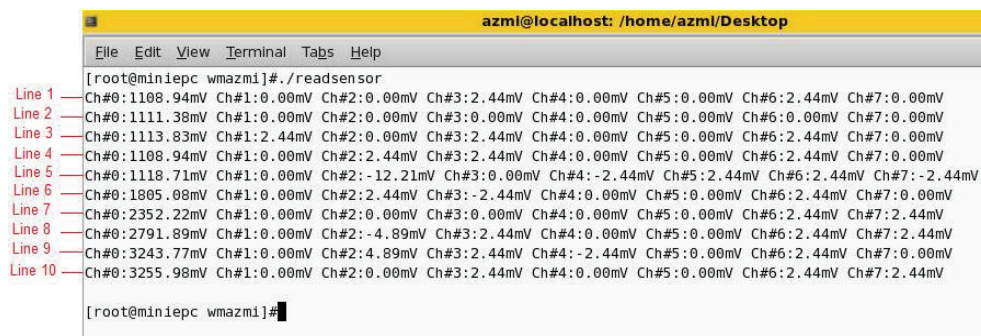 azmi@localhost: /home/azmi/Desktop
File Edit View Terminal Tabs Help
[root@miniepc wmazmi]#./readsensor
Line 1 Ch#0:1108.94mV Ch#1:0.00mV Ch#2:0.00mV Ch#3:2.44mV Ch#4:0.00mV Ch#5:0.00mV Ch#6:2.44mV Ch#7:0.00mV
Line 2 Ch#0:1111.38mV Ch#1:0.00mV Ch#2:0.00mV Ch#3:0.00mV Ch#4:0.00mV Ch#5:0.00mV Ch#6:0.00mV Ch#7:0.00mV
Line 3 Ch#0:1113.83mV Ch#1:2.44mV Ch#2:0.00mV Ch#3:2.44mV Ch#4:0.00mV Ch#5:0.00mV Ch#6:2.44mV Ch#7:0.00mV
Line 4 Ch#0:1108.94mV Ch#1:0.00mV Ch#2:2.44mV Ch#3:2.44mV Ch#4:0.00mV Ch#5:0.00mV Ch#6:2.44mV Ch#7:0.00mV
Line 5 Ch#0:1118.71mV Ch#1:0.00mV Ch#2:-12.21mV Ch#3:0.00mV Ch#4:-2.44mV Ch#5:2.44mV Ch#6:2.44mV Ch#7:-2.44mV
Line 6 Ch#0:1805.08mV Ch#1:0.00mV Ch#2:2.44mV Ch#3:-2.44mV Ch#4:0.00mV Ch#5:0.00mV Ch#6:2.44mV Ch#7:0.00mV
Line 7 Ch#0:2352.22mV Ch#1:0.00mV Ch#2:0.00mV Ch#3:0.00mV Ch#4:0.00mV Ch#5:0.00mV Ch#6:2.44mV Ch#7:2.44mV
Line 8 Ch#0:2791.89mV Ch#1:0.00mV Ch#2:-4.89mV Ch#3:2.44mV Ch#4:0.00mV Ch#5:0.00mV Ch#6:2.44mV Ch#7:2.44mV
Line 9 Ch#0:3243.77mV Ch#1:0.00mV Ch#2:4.89mV Ch#3:2.44mV Ch#4:-2.44mV Ch#5:0.00mV Ch#6:2.44mV Ch#7:0.00mV
Line 10 Ch#0:3255.98mV Ch#1:0.00mV Ch#2:0.00mV Ch#3:2.44mV Ch#4:0.00mV Ch#5:0.00mV Ch#6:2.44mV Ch#7:2.44mV
[root@miniepc wmazmi]#